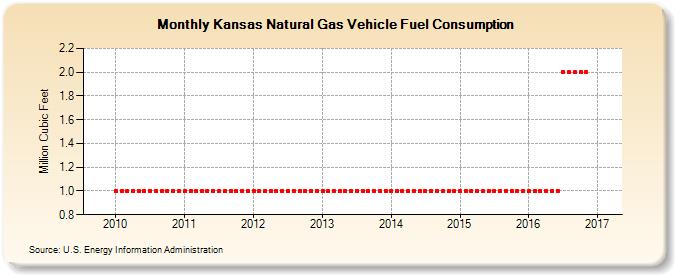 Monthly Kansas Natural Gas Vehicle Fuel Consumption
Million Cubic Feet
2.2
2.0
1.8
1.6
1.4
1.2
1.0
0.8
2010 2011 2012 2013 2014 2015 2016 2017
Source: U.S. Energy Information Administration